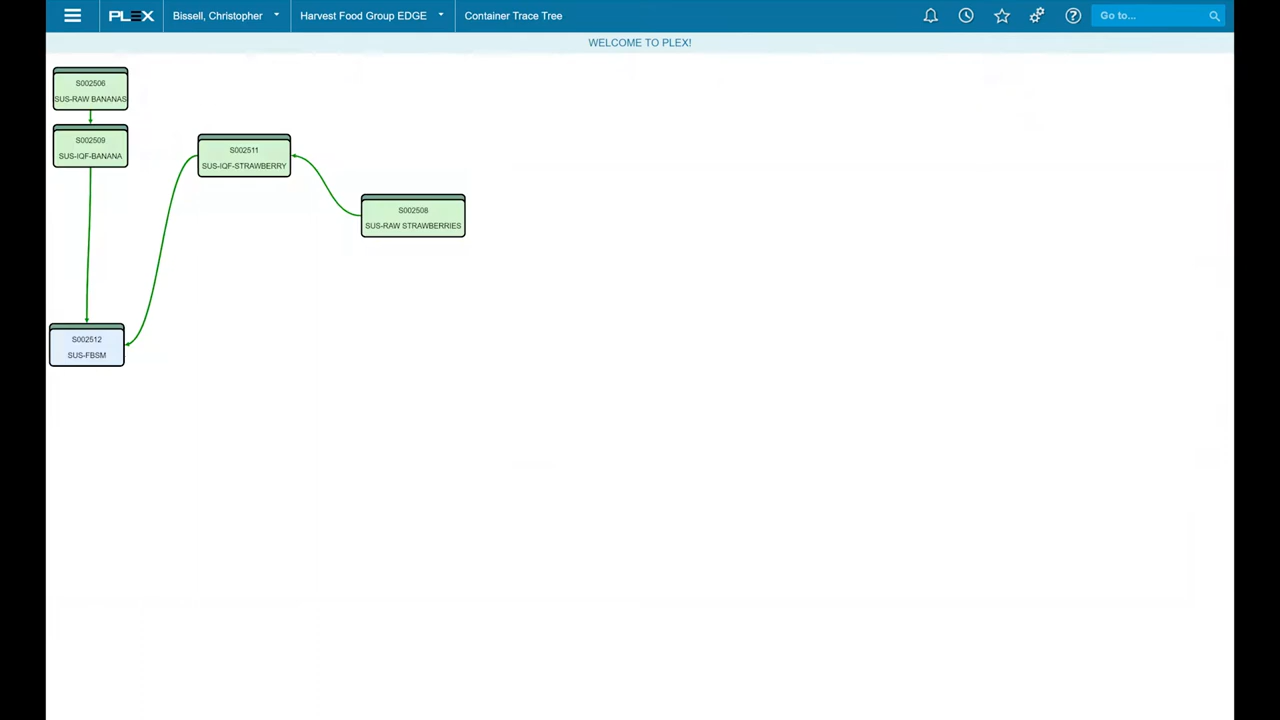 PLEX
Bissell, Christopher
Harvest Food Group EDGE
Container Trace Tree
Go to...
WELCOME TO PLEX!
S002506
SUS-RAW BANANAS
S002509
SUS-IQF-BANANA
S002511
SUS-IQF-STRAWBERRY
S002508
SUS-RAW STRAWBERRIES
S002512
SUS-FBSM